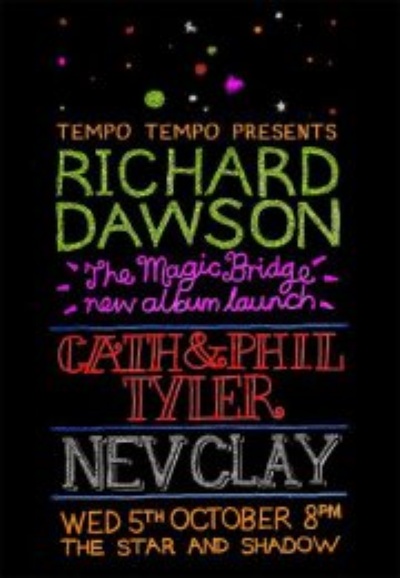 TEMPO TEMPO PRESENTS
RICHARD
DAWSON
The Magic Bridge
new album launch
CATH & PHIL
TYLER
NEV CLAY
WED 5TH OCTOBER 8PM
THE STAR AND SHADOW